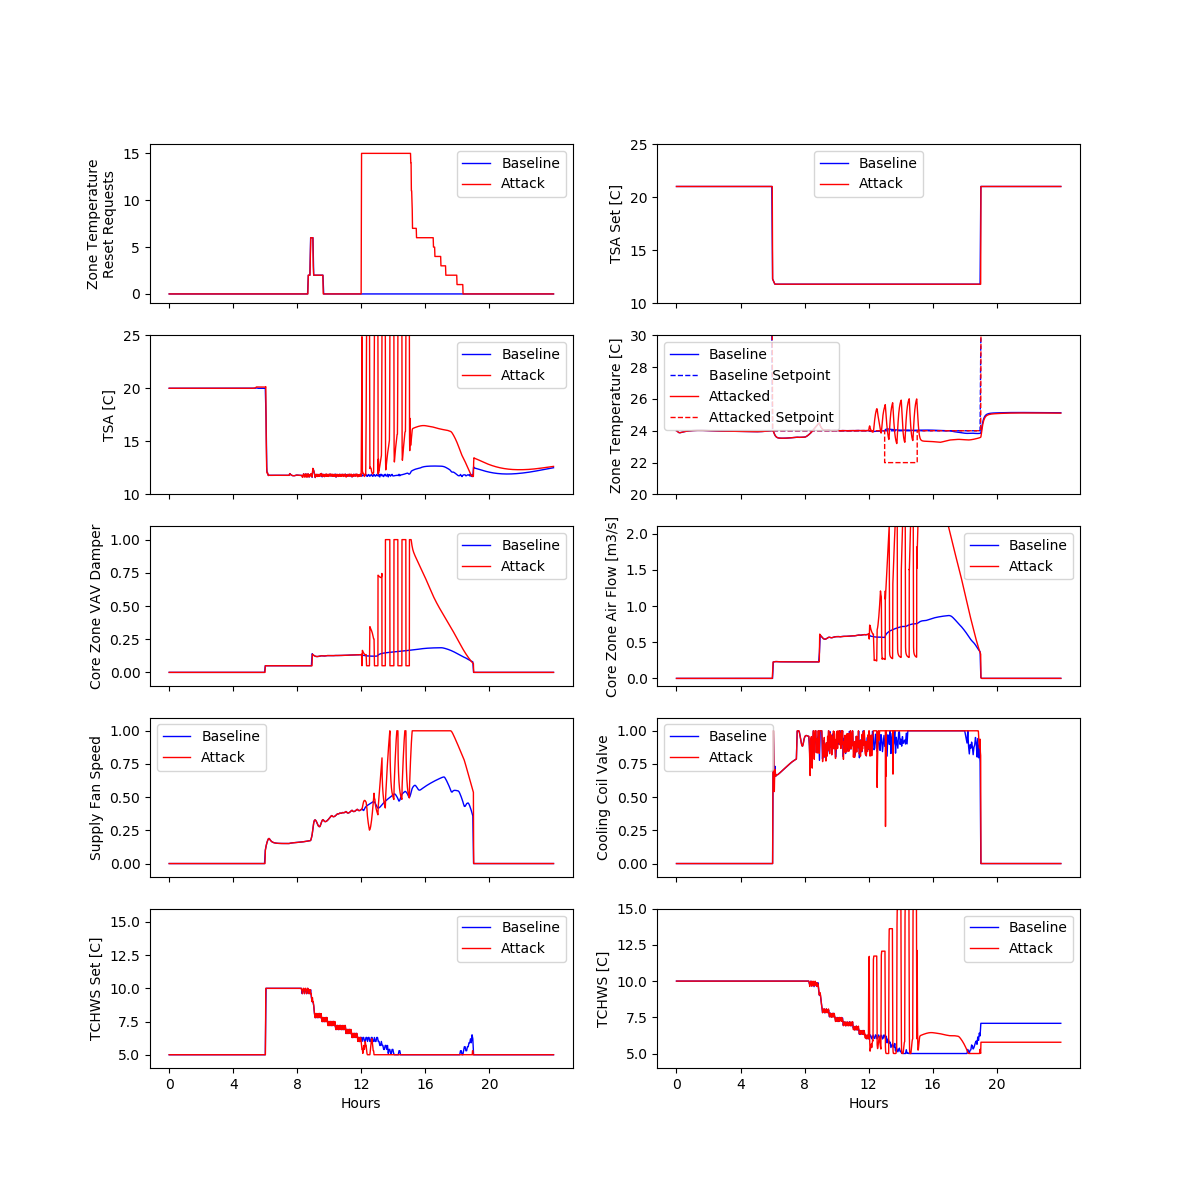 Zone Temperature
Reset Requests
15
10
5
0
Baseline
Attack
TSA Set [C]
25
20
15
10
Baseline
Attack
TSA [C]
25
20
15
10
Baseline
Attack
Zone Temperature [C]
30
28
26
24
22
20
Baseline
Baseline Setpoint
Attacked
Attacked Setpoint
Core Zone VAV Damper
1.00
0.75
0.50
0.25
0.00
Baseline
Attack
Core Zone Air Flow [m3/s]
2.0
1.5
1.0
0.5
0.0
Baseline
Attack
Supply Fan Speed
1.00
0.75
0.50
0.25
0.00
Baseline
Attack
Cooling Coil Valve
1.00
0.75
0.50
0.25
0.00
Baseline
Attack
TCHWS Set [C]
15.0
12.5
10.0
7.5
5.0
Baseline
Attack
0 4 8 12 16 20
Hours
TCHWS [C]
15.0
12.5
10.0
7.5
5.0
Baseline
Attack
0 4 8 12 16 20
Hours